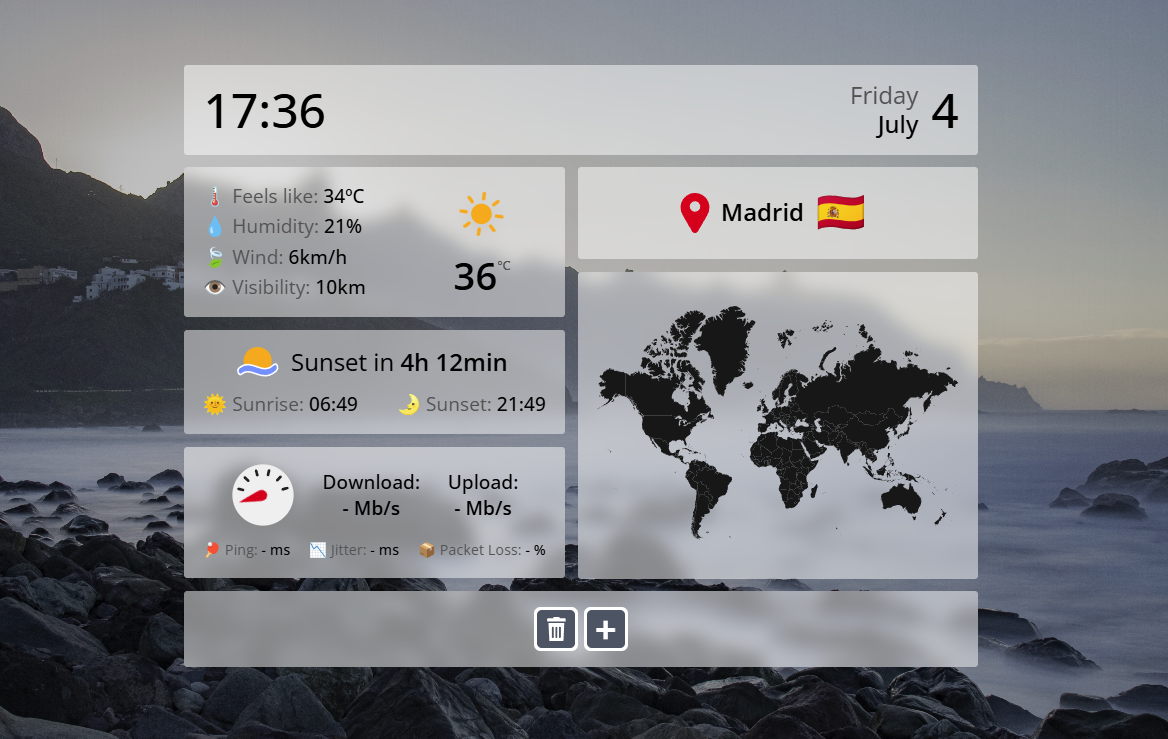 17:36
Friday
July
4
Feels like: 34ºC
Humidity: 21%
Wind: 6km/h
Visibility: 10km
36
ºC
Madrid
Sunset in 4h 12min
Sunrise: 06:49
Sunset: 21:49
Download:
- Mb/s
Upload:
- Mb/s
Ping: - ms
Jitter: - ms
Packet Loss: - %